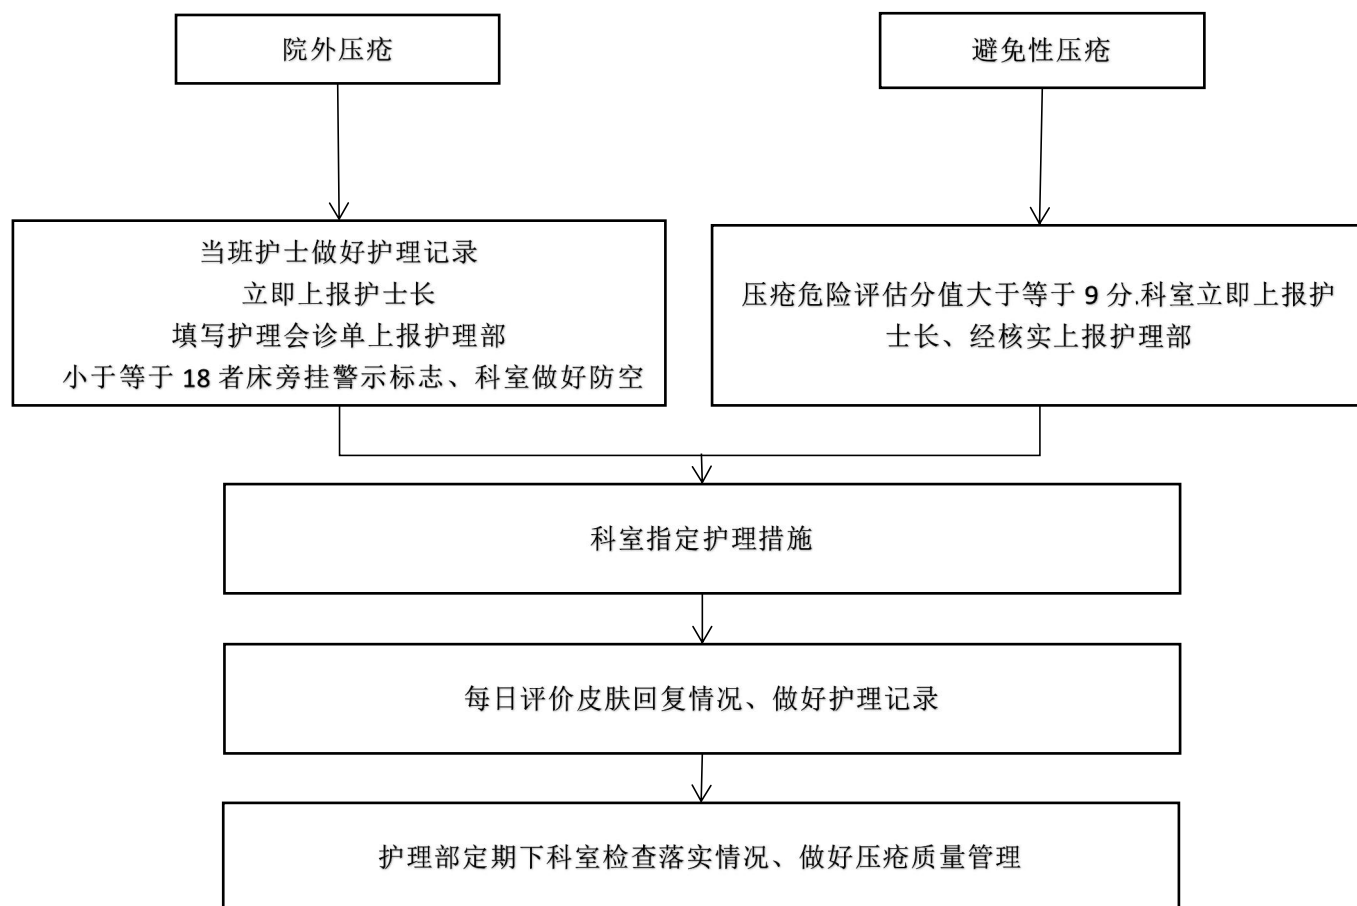 院外压疮
避免性压疮
当班护士做好护理记录
立即上报护士长
填写护理会诊单上报护理部
小于等于 18 者床旁挂警示标志、科室做好防空
压疮危险评估分值大于等于 9 分.科室立即上报护
士长、经核实上报护理部
科室指定护理措施
每日评价皮肤回复情况、做好护理记录
护理部定期下科室检查落实情况、做好压疮质量管理